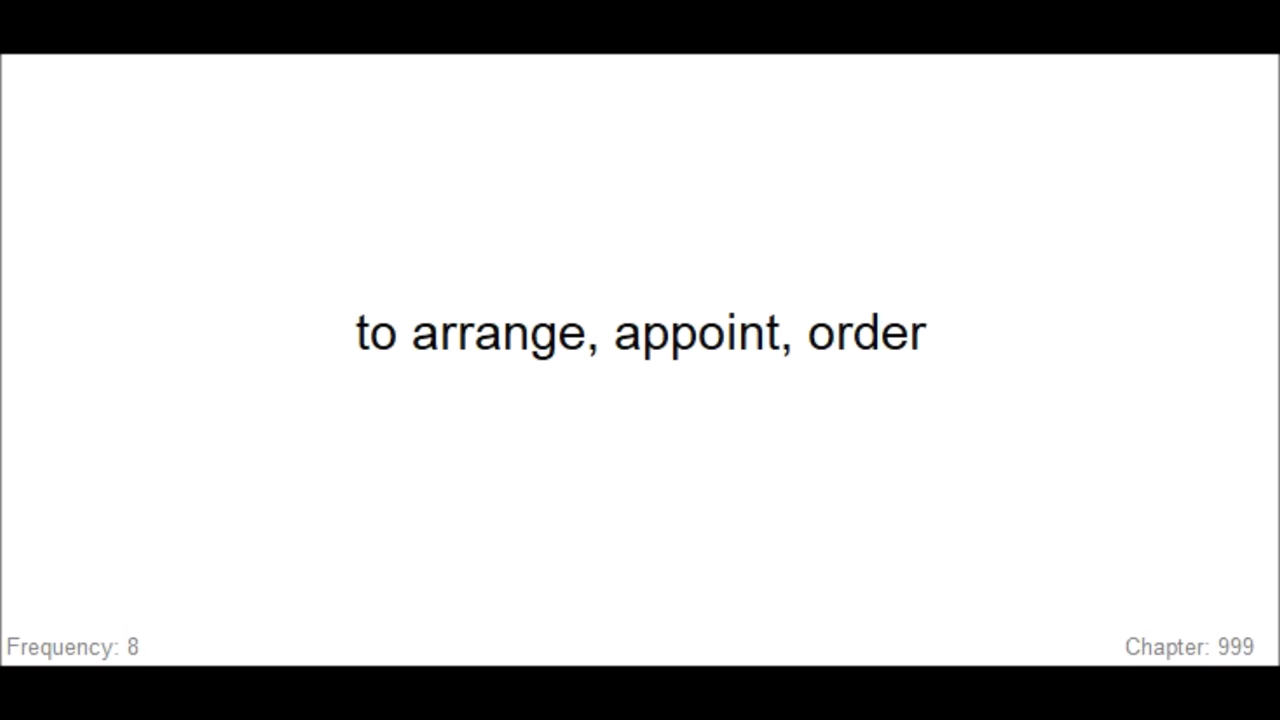 to arrange, appoint, order
Frequency: 8
Chapter: 999